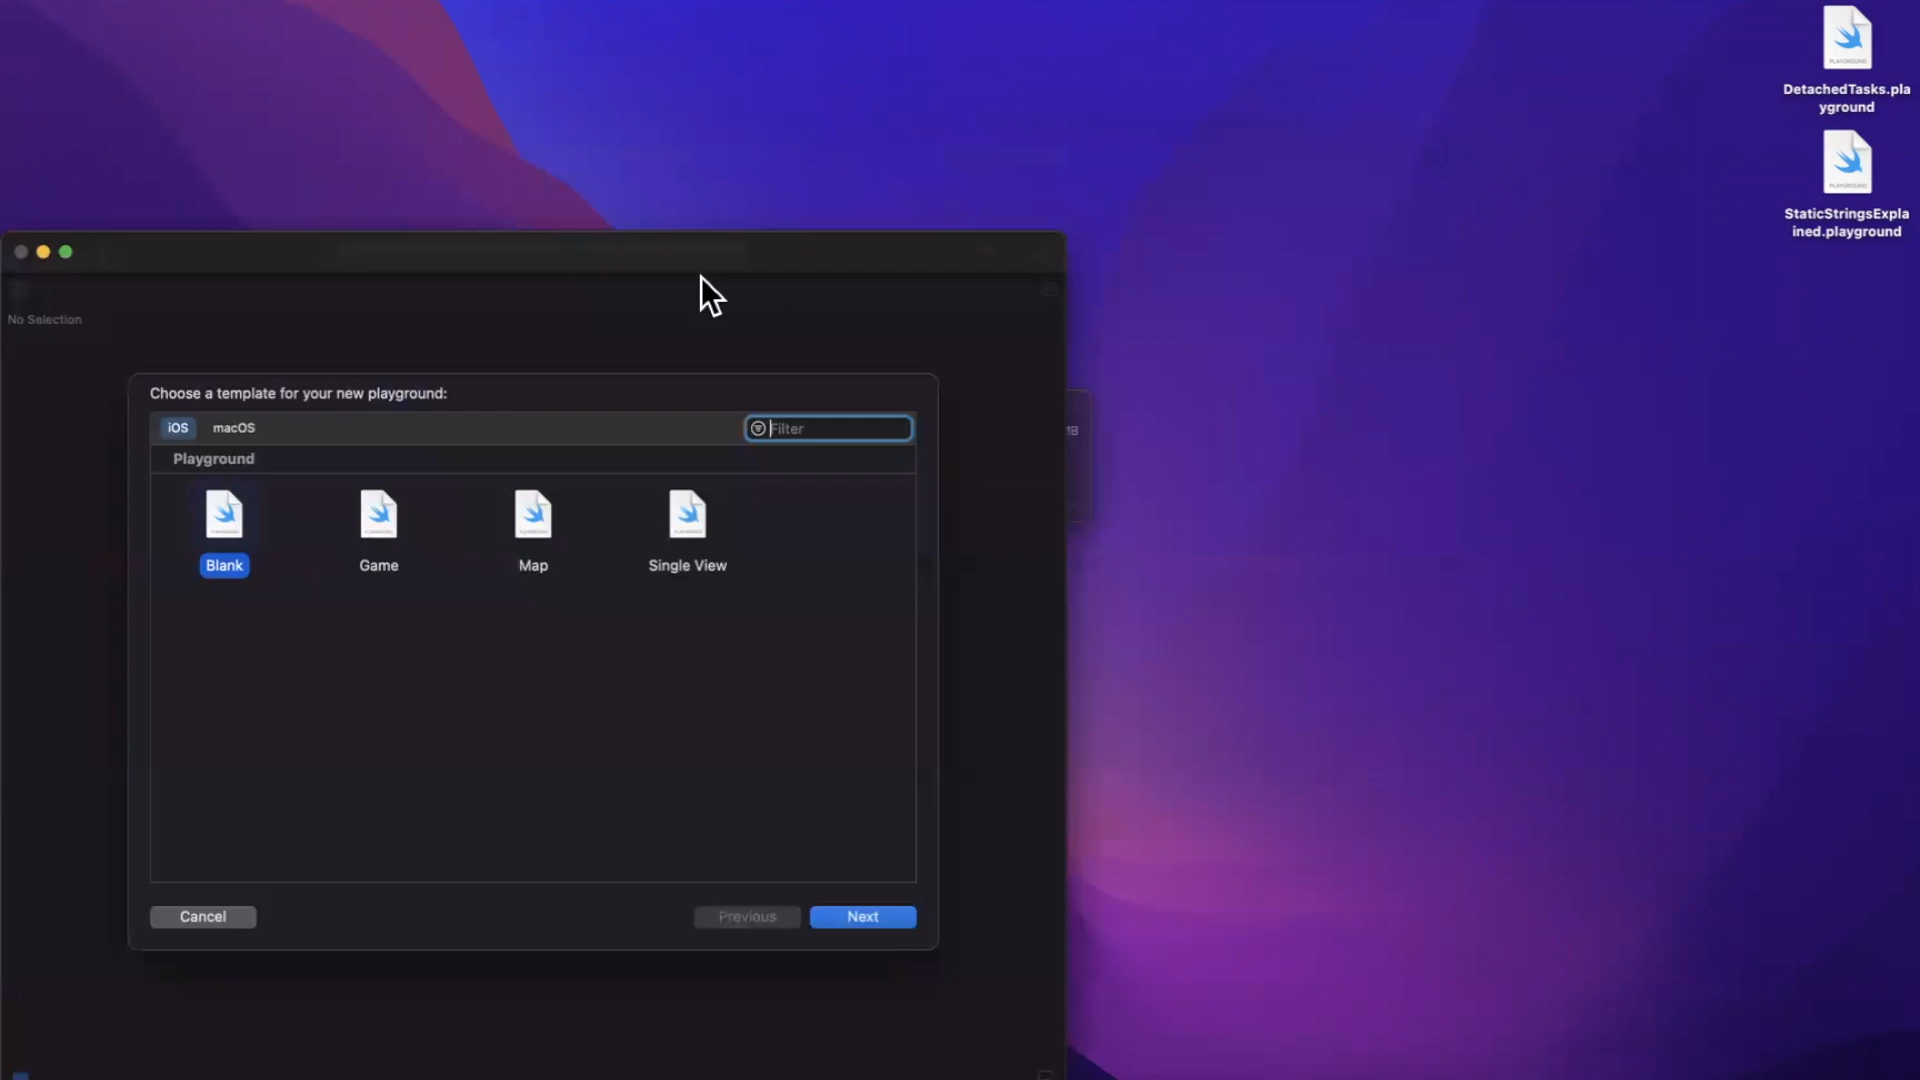 DetachedTasks.pla
yground
StaticStringsExpla
ined.playground
No Selection
Choose a template for your new playground:
iOS macOS Filter
Playground
Blank Game Map Single View
Cancel Previous Next
MB